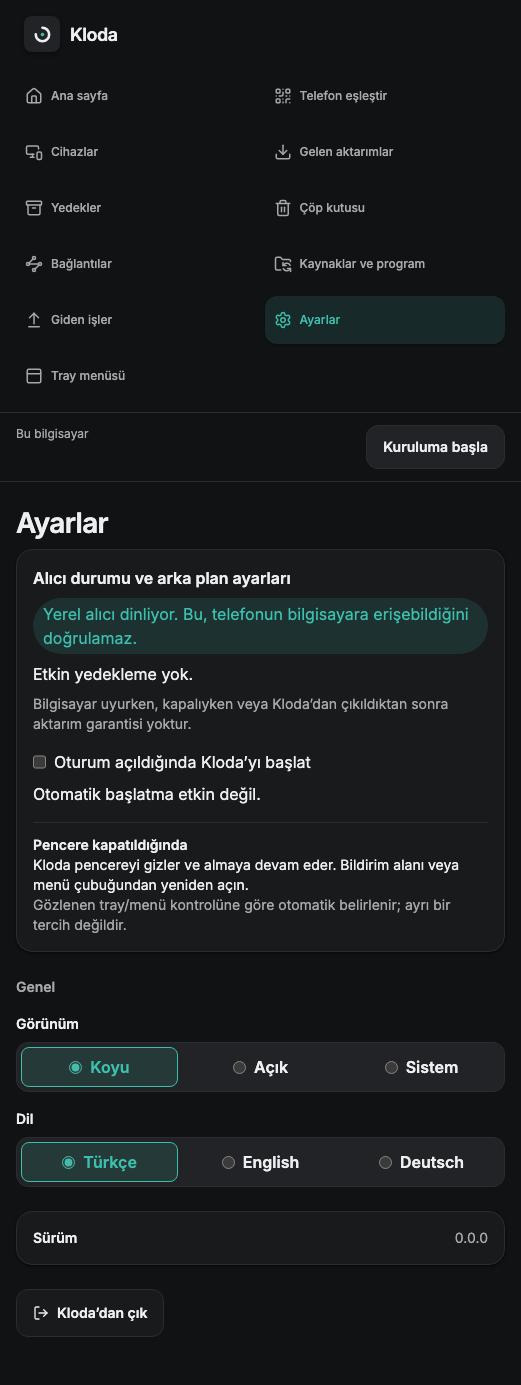 Kloda
Ana sayfa
Telefon eşleştir
Cihazlar
Gelen aktarımlar
Yedekler
Çöp kutusu
Bağlantılar
Kaynaklar ve program
Giden işler
Ayarlar
Tray menüsü
Bu bilgisayar
Kuruluma başla
Ayarlar
Alıcı durumu ve arka plan ayarları
Yerel alıcı dinliyor. Bu, telefonun bilgisayara erişebildiğini
doğrulamaz.
Etkin yedekleme yok.
Bilgisayar uyurken, kapalıyken veya Kloda’dan çıkıldıktan sonra
aktarım garantisi yoktur.
Oturum açıldığında Kloda’yı başlat
Otomatik başlatma etkin değil.
Pencere kapatıldığında
Kloda pencereyi gizler ve almaya devam eder. Bildirim alanı veya
menü çubuğundan yeniden açın.
Gözlenen tray/menü kontrolüne göre otomatik belirlenir; ayrı bir
tercih değildir.
Genel
Görünüm
Koyu
Açık
Sistem
Dil
Türkçe
English
Deutsch
Sürüm
0.0.0
Kloda’dan çık